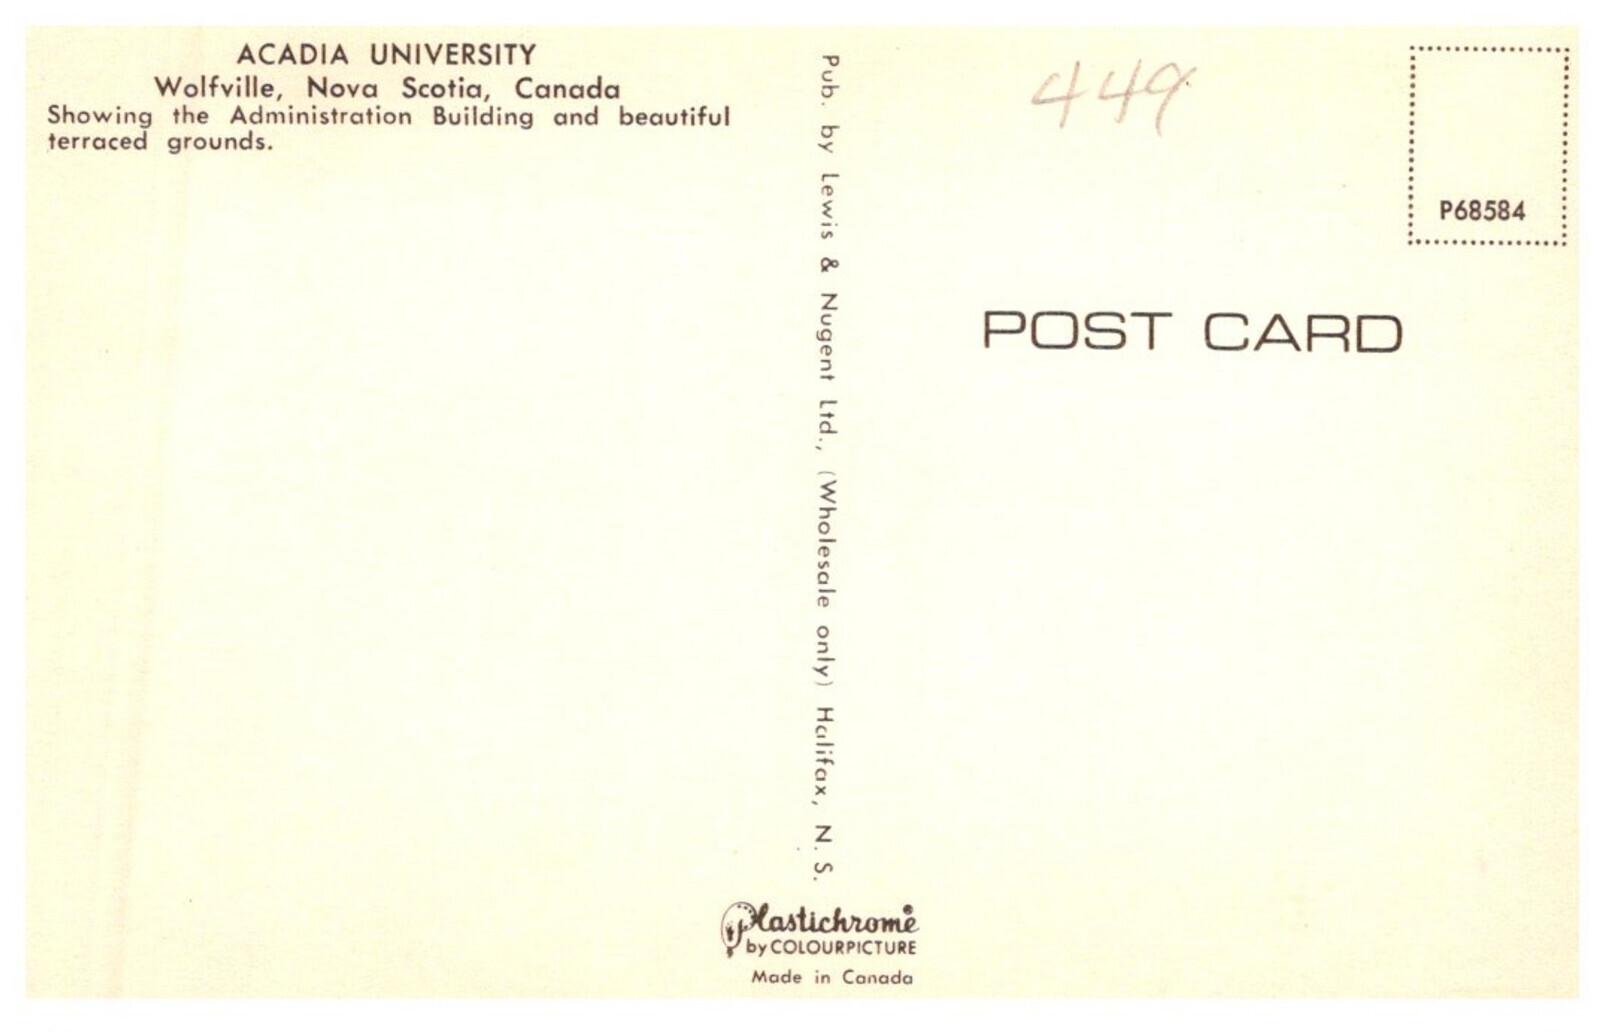 ACADIA UNIVERSITY
Wolfville, Nova Scotia, Canada
Showing the Administration Building and beautiful
terraced grounds.
Pub. by Lewis & Nugent Ltd., (Wholesale only) Halifax, N. S.
449
P68584
POST CARD
Plastichrome®
by COLOURPICTURE
Made in Canada